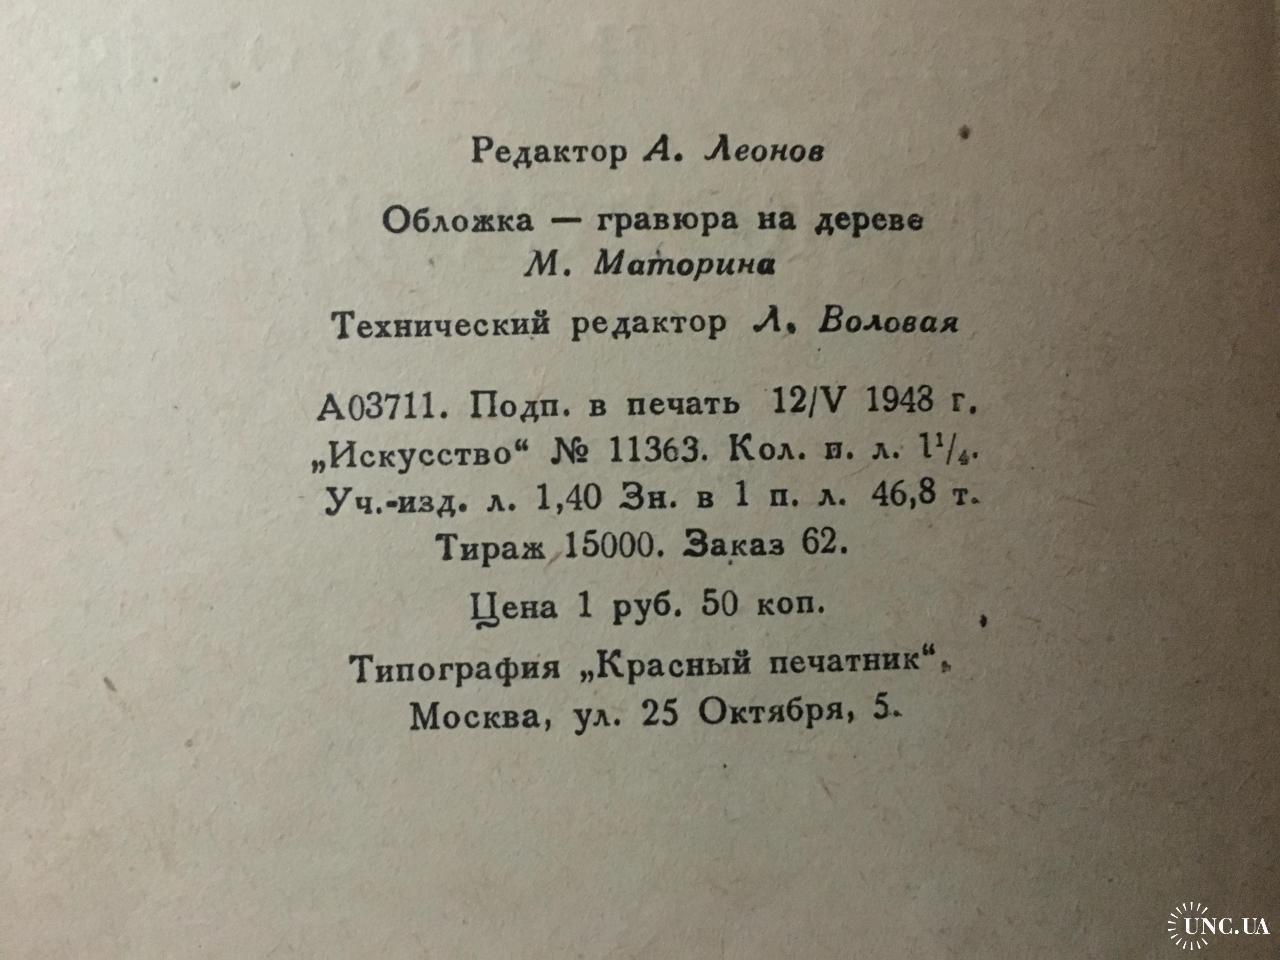 Редактор А. Леонов
Обложка — гравюра на дереве
М. Маторина
Технический редактор Л. Воловая
А03711. Подп. в печать 12/V 1948 г.
„Искусство“ № 11363. Кол. п. л. 1¹/₄.
Уч.-изд. л. 1,40 Зн. в 1 п. л. 46,8 т.
Тираж 15000. Заказ 62.
Цена 1 руб. 50 коп.
Типография „Красный печатник“,
Москва, ул. 25 Октября, 5.
UNC.UA